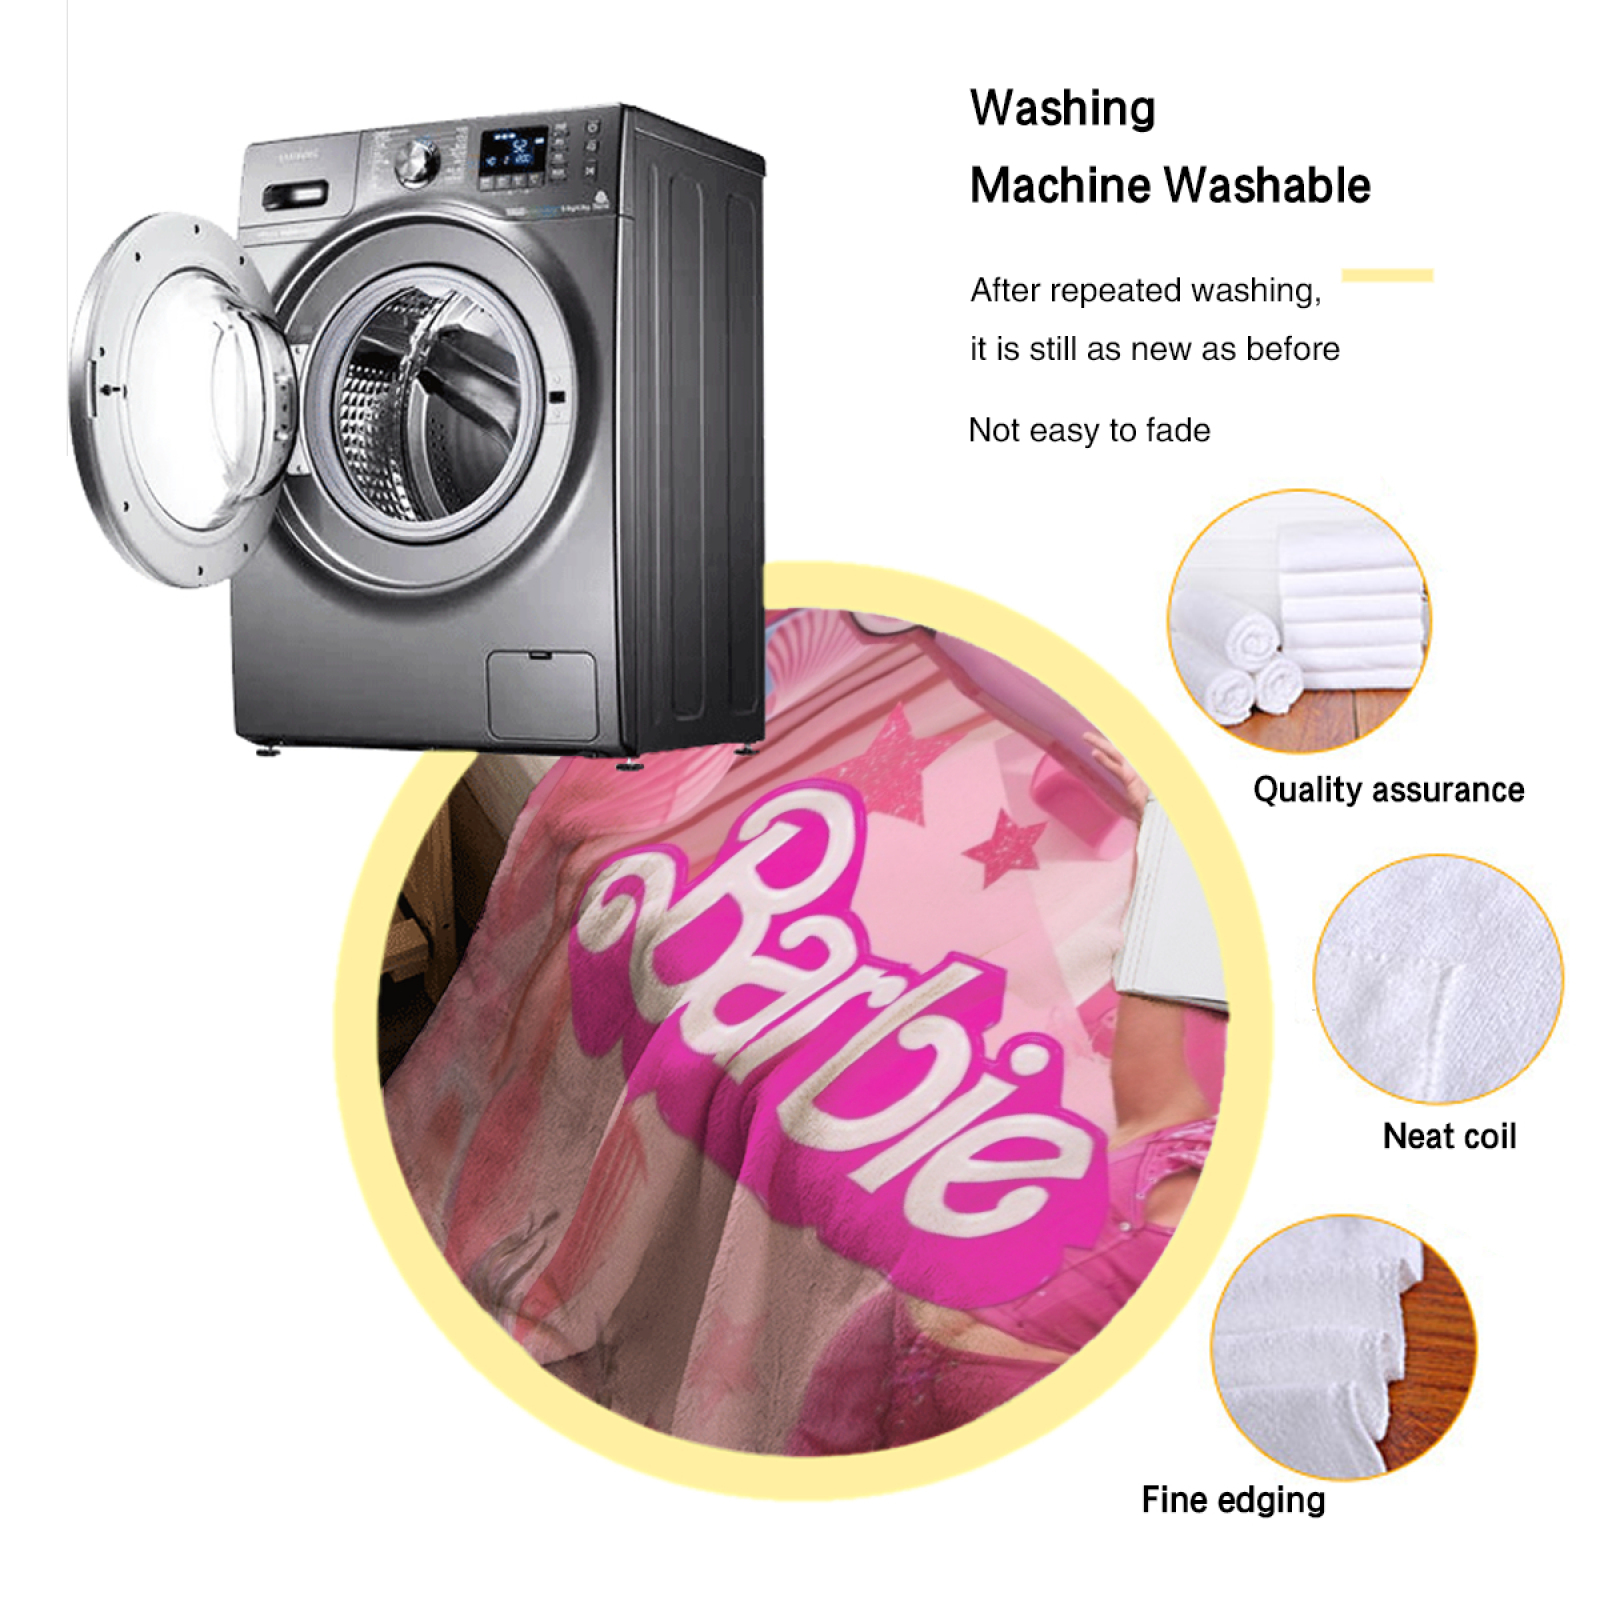 Washing
Machine Washable
After repeated washing,
it is still as new as before
Not easy to fade
Quality assurance
Barbie
Neat coil
Fine edging